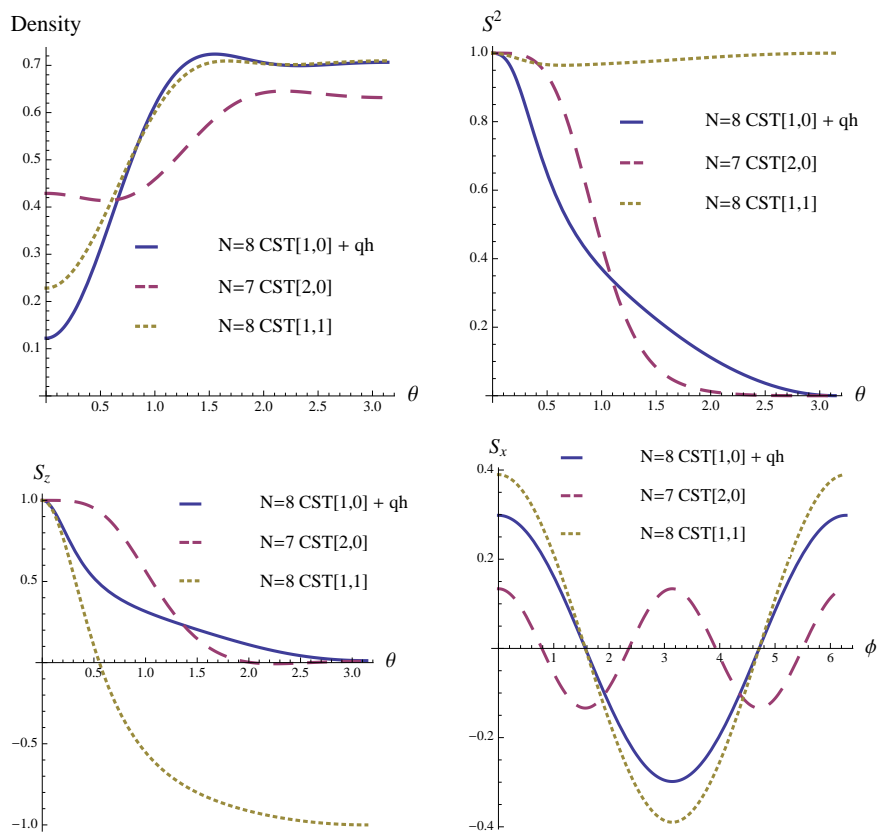 Density
0.7
0.6
0.5
0.4
0.3
0.2
0.1
N=8 CST[1,0] + qh
N=7 CST[2,0]
N=8 CST[1,1]
0.5 1.0 1.5 2.0 2.5 3.0 θ
S²
1.0
0.8
0.6
0.4
0.2
N=8 CST[1,0] + qh
N=7 CST[2,0]
N=8 CST[1,1]
0.5 1.0 1.5 2.0 2.5 3.0 θ
S_z
1.0
0.5
−0.5
−1.0
N=8 CST[1,0] + qh
N=7 CST[2,0]
N=8 CST[1,1]
0.5 1.0 1.5 2.0 2.5 3.0 θ
S_x
0.4
0.2
−0.2
−0.4
N=8 CST[1,0] + qh
N=7 CST[2,0]
N=8 CST[1,1]
1 2 3 4 5 6 ϕ